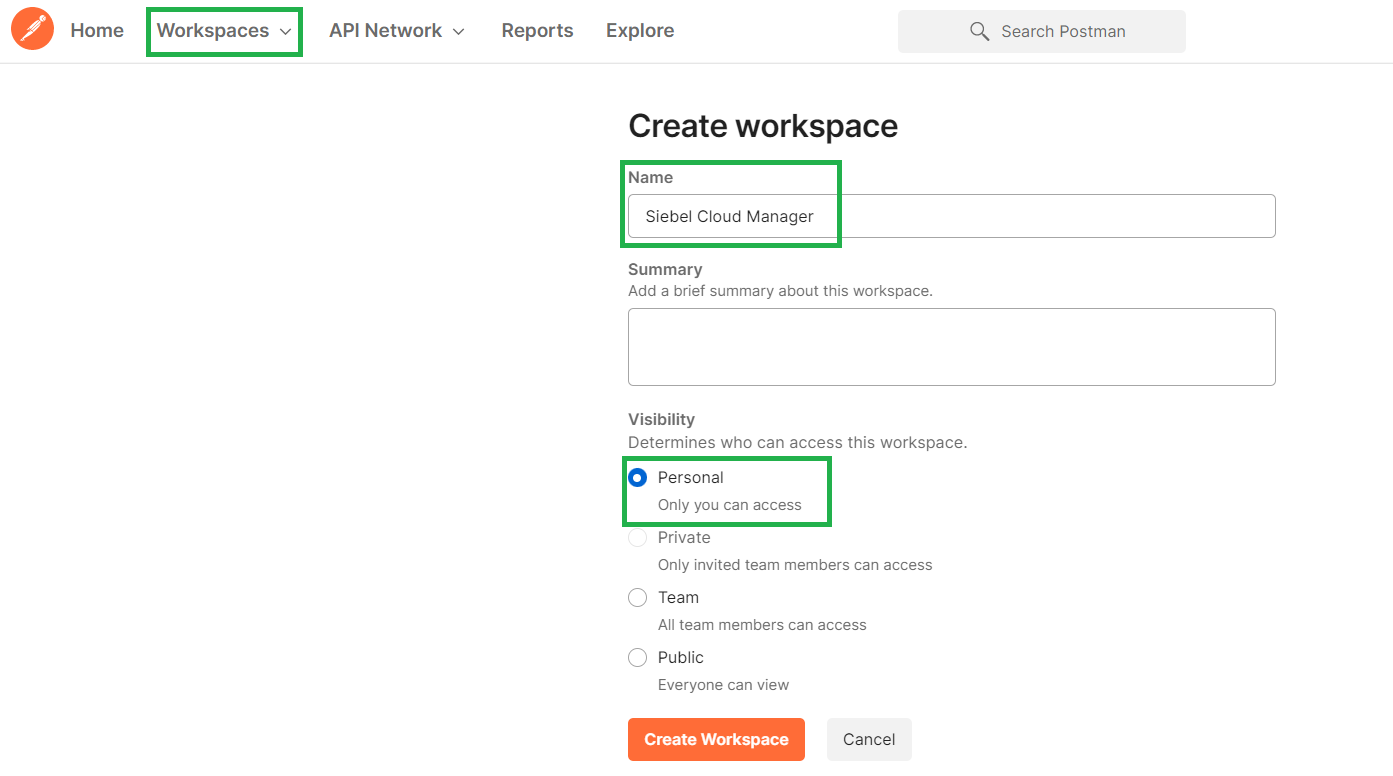 Home Workspaces API Network Reports Explore Search Postman
Create workspace
Name
Siebel Cloud Manager
Summary
Add a brief summary about this workspace.
Visibility
Determines who can access this workspace.
Personal
Only you can access
Private
Only invited team members can access
Team
All team members can access
Public
Everyone can view
Create Workspace Cancel